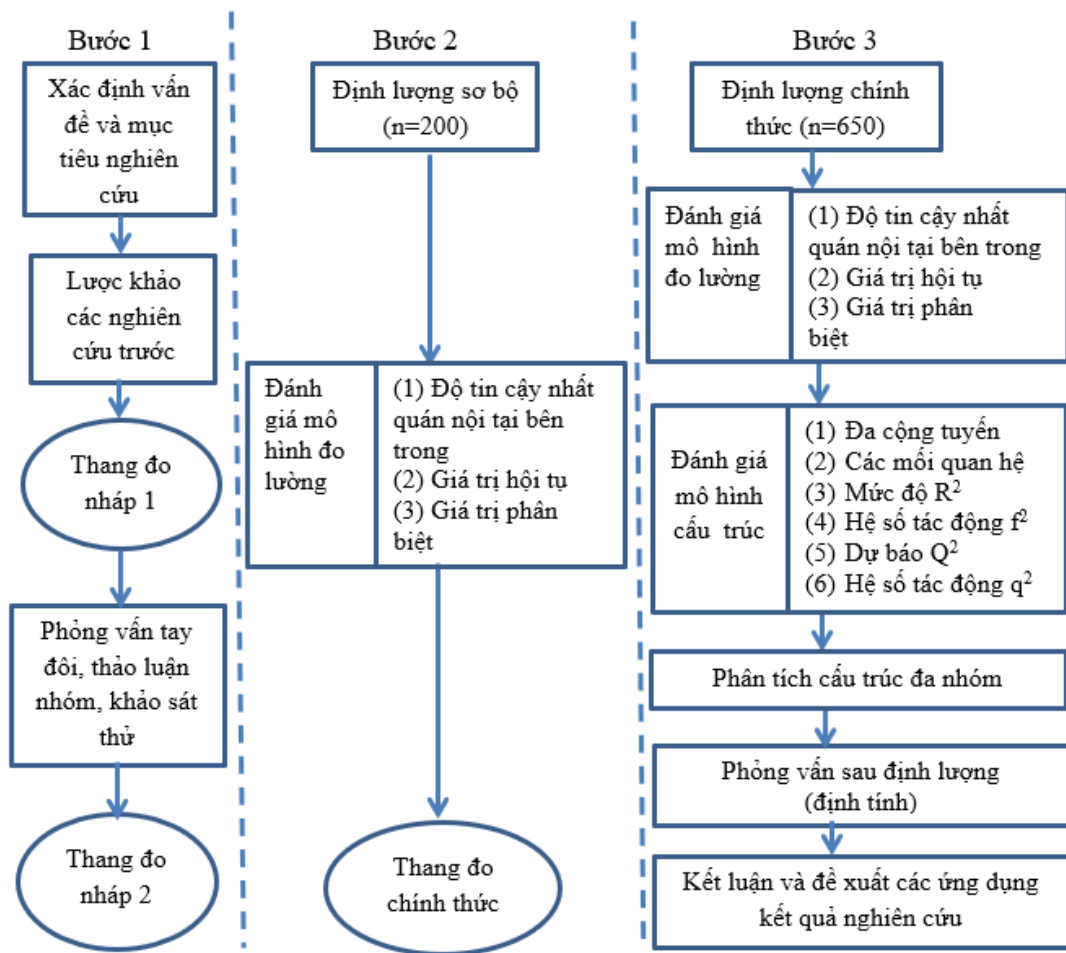 Bước 1
Xác định vấn
đề và mục
tiêu nghiên
cứu
Lược khảo
các nghiên
cứu trước
Thang đo
nháp 1
Phỏng vấn tay
đôi, thảo luận
nhóm, khảo sát
thử
Thang đo
nháp 2
Bước 2
Định lượng sơ bộ
(n=200)
Đánh
giá mô
hình đo
lường
(1) Độ tin cậy nhất
quán nội tại bên
trong
(2) Giá trị hội tụ
(3) Giá trị phân
biệt
Thang đo
chính thức
Bước 3
Định lượng chính
thức (n=650)
Đánh giá
mô hình
đo lường
(1) Độ tin cậy nhất
quán nội tại bên trong
(2) Giá trị hội tụ
(3) Giá trị phân
biệt
Đánh giá
mô hình
cấu trúc
(1) Đa cộng tuyến
(2) Các mối quan hệ
(3) Mức độ R²
(4) Hệ số tác động f²
(5) Dự báo Q²
(6) Hệ số tác động q²
Phân tích cấu trúc đa nhóm
Phỏng vấn sau định lượng
(định tính)
Kết luận và đề xuất các ứng dụng
kết quả nghiên cứu